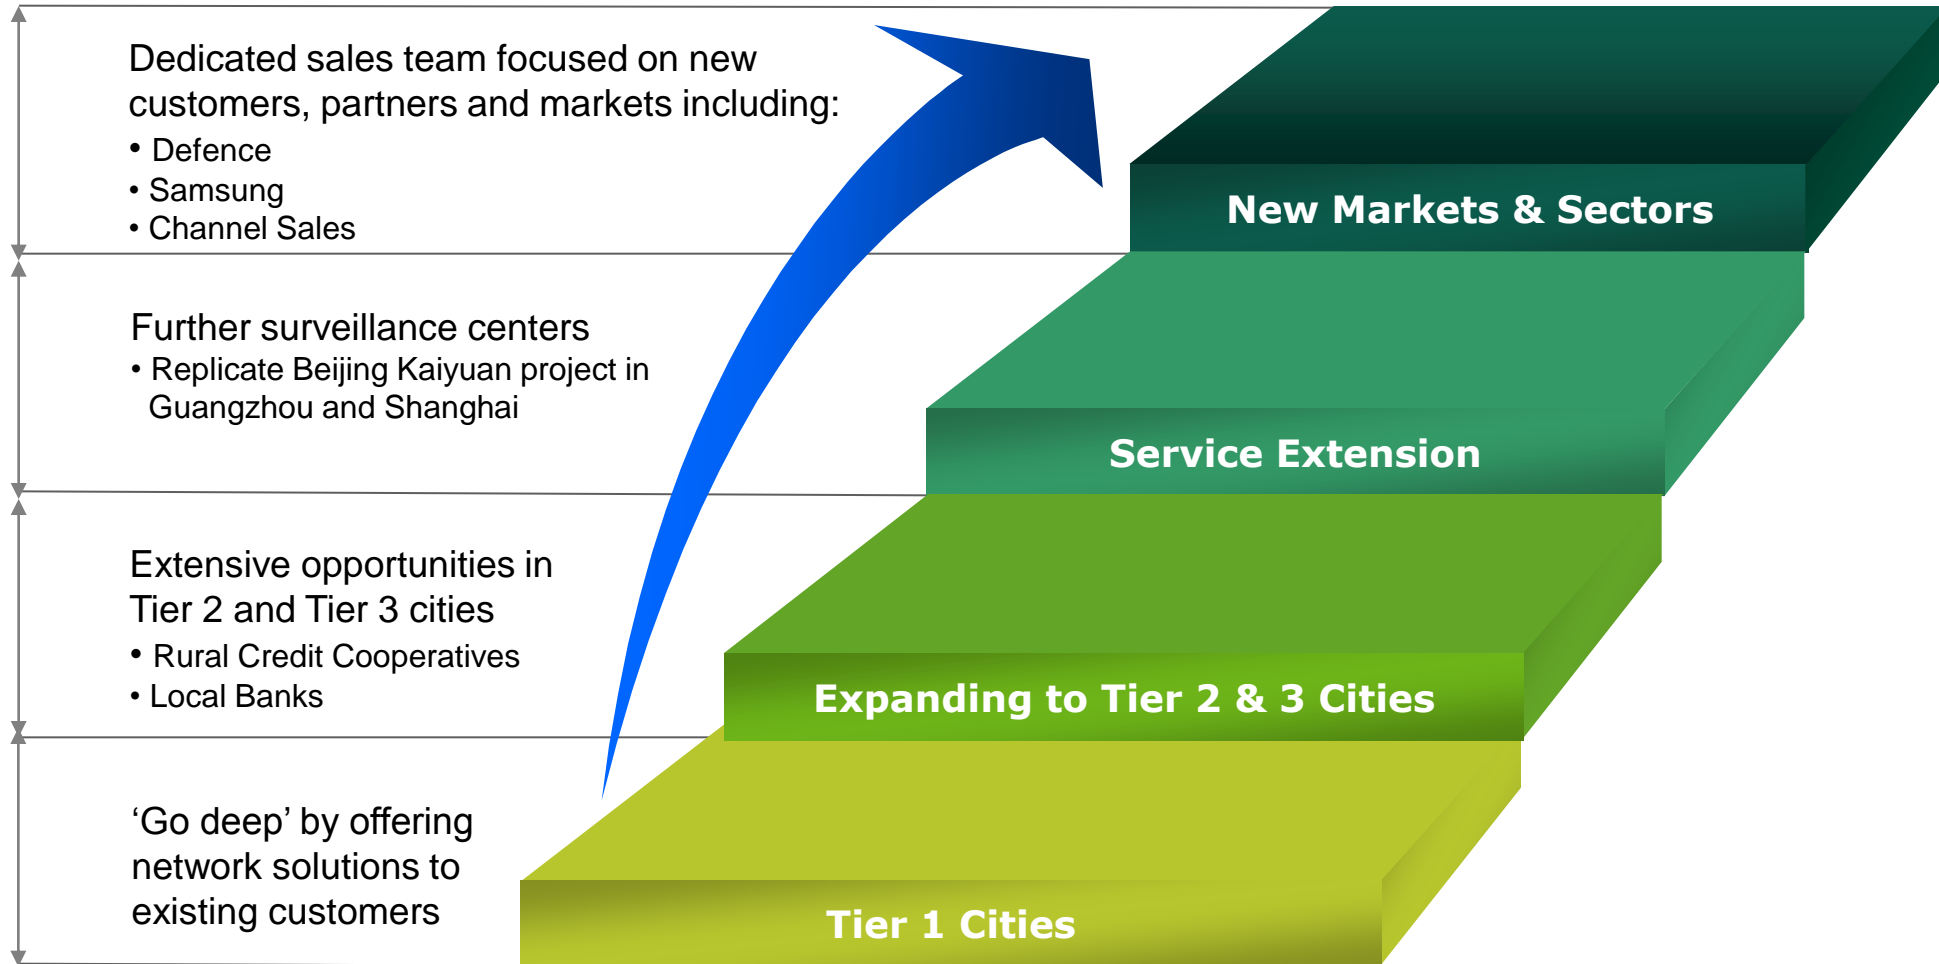 Dedicated sales team focused on new
customers, partners and markets including:
• Defence
• Samsung
• Channel Sales
New Markets & Sectors
Further surveillance centers
• Replicate Beijing Kaiyuan project in
Guangzhou and Shanghai
Service Extension
Extensive opportunities in
Tier 2 and Tier 3 cities
• Rural Credit Cooperatives
• Local Banks
Expanding to Tier 2 & 3 Cities
‘Go deep’ by offering
network solutions to
existing customers
Tier 1 Cities